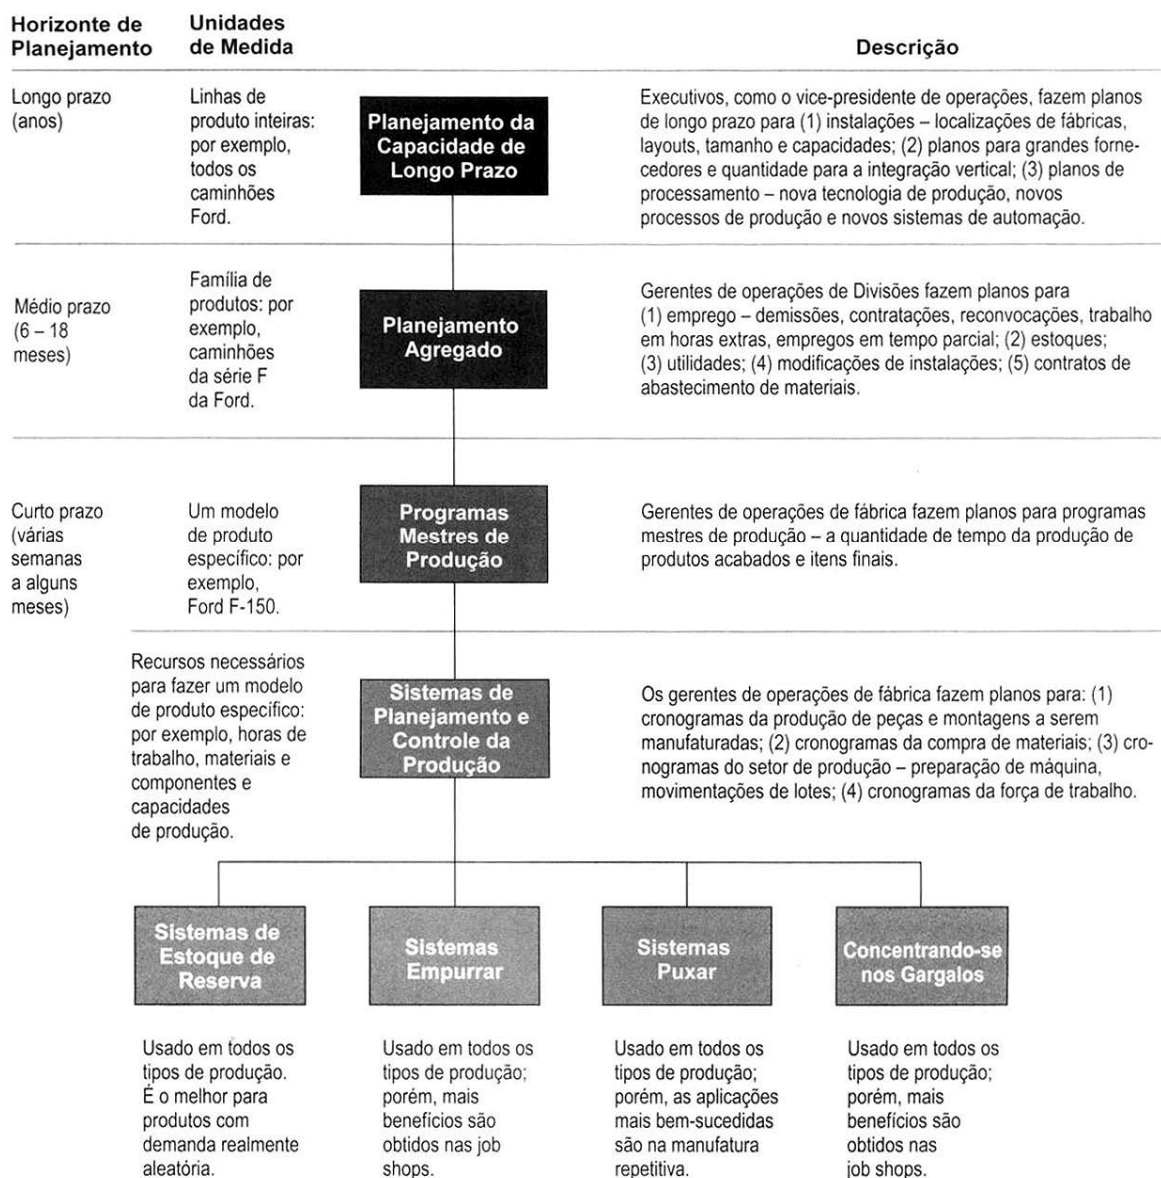 Horizonte de
Planejamento
Unidades
de Medida
Descrição
Longo prazo
(anos)
Linhas de
produto inteiras:
por exemplo,
todos os
caminhões
Ford.
Planejamento da
Capacidade de
Longo Prazo
Executivos, como o vice-presidente de operações, fazem planos
de longo prazo para (1) instalações – localizações de fábricas,
layouts, tamanho e capacidades; (2) planos para grandes forne-
cedores e quantidade para a integração vertical; (3) planos de
processamento – nova tecnologia de produção, novos
processos de produção e novos sistemas de automação.
Médio prazo
(6 – 18
meses)
Família de
produtos: por
exemplo,
caminhões
da série F
da Ford.
Planejamento
Agregado
Gerentes de operações de Divisões fazem planos para
(1) emprego – demissões, contratações, reconvocações, trabalho
em horas extras, empregos em tempo parcial; (2) estoques;
(3) utilidades; (4) modificações de instalações; (5) contratos de
abastecimento de materiais.
Curto prazo
(várias
semanas
a alguns
meses)
Um modelo
de produto
específico: por
exemplo,
Ford F-150.
Programas
Mestres de
Produção
Gerentes de operações de fábrica fazem planos para programas
mestres de produção – a quantidade de tempo da produção de
produtos acabados e itens finais.
Recursos necessários
para fazer um modelo
de produto específico:
por exemplo, horas de
trabalho, materiais e
componentes e
capacidades
de produção.
Sistemas de
Planejamento e
Controle da
Produção
Os gerentes de operações de fábrica fazem planos para: (1)
cronogramas da produção de peças e montagens a serem
manufaturadas; (2) cronogramas da compra de materiais; (3) cro-
nogramas do setor de produção – preparação de máquina,
movimentações de lotes; (4) cronogramas da força de trabalho.
Sistemas de
Estoque de
Reserva
Sistemas
Empurrar
Sistemas
Puxar
Concentrando-se
nos Gargalos
Usado em todos os
tipos de produção.
É o melhor para
produtos com
demanda realmente
aleatória.
Usado em todos os
tipos de produção;
porém, mais
benefícios são
obtidos nas job
shops.
Usado em todos os
tipos de produção;
porém, as aplicações
mais bem-sucedidas
são na manufatura
repetitiva.
Usado em todos os
tipos de produção;
porém, mais
benefícios são
obtidos nas
job shops.